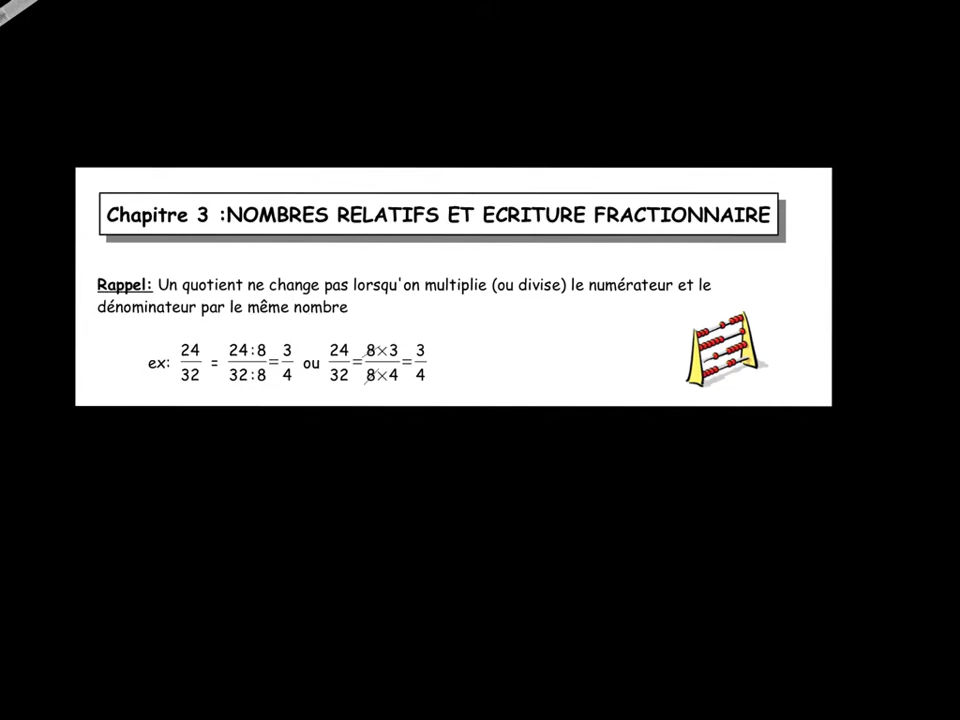 Chapitre 3 :NOMBRES RELATIFS ET ECRITURE FRACTIONNAIRE
Rappel: Un quotient ne change pas lorsqu'on multiplie (ou divise) le numérateur et le
dénominateur par le même nombre
ex: 24/32 = 24:8/32:8 = 3/4 ou 24/32 = 8×3/8×4 = 3/4